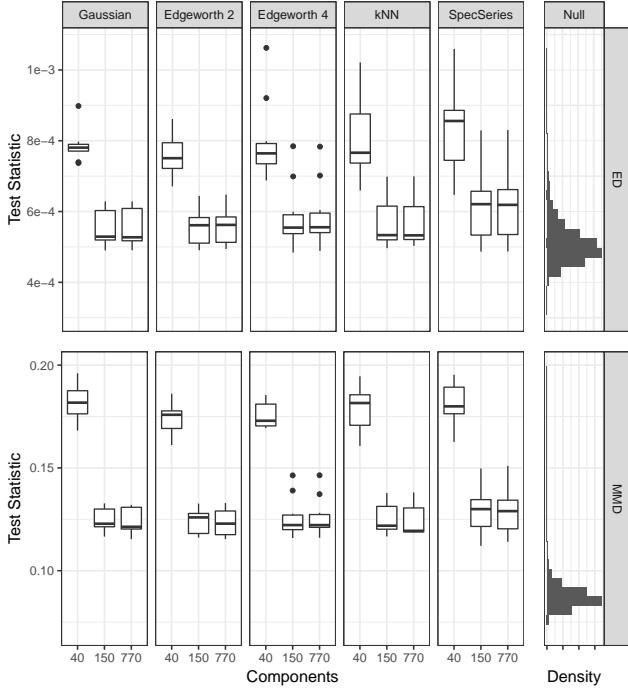 Gaussian Edgeworth 2 Edgeworth 4 kNN SpecSeries Null
1e−3
8e−4
6e−4
4e−4
Test Statistic
ED
0.20
0.15
0.10
Test Statistic
MMD
40 150 770 40 150 770 40 150 770 40 150 770 40 150 770
Components Density